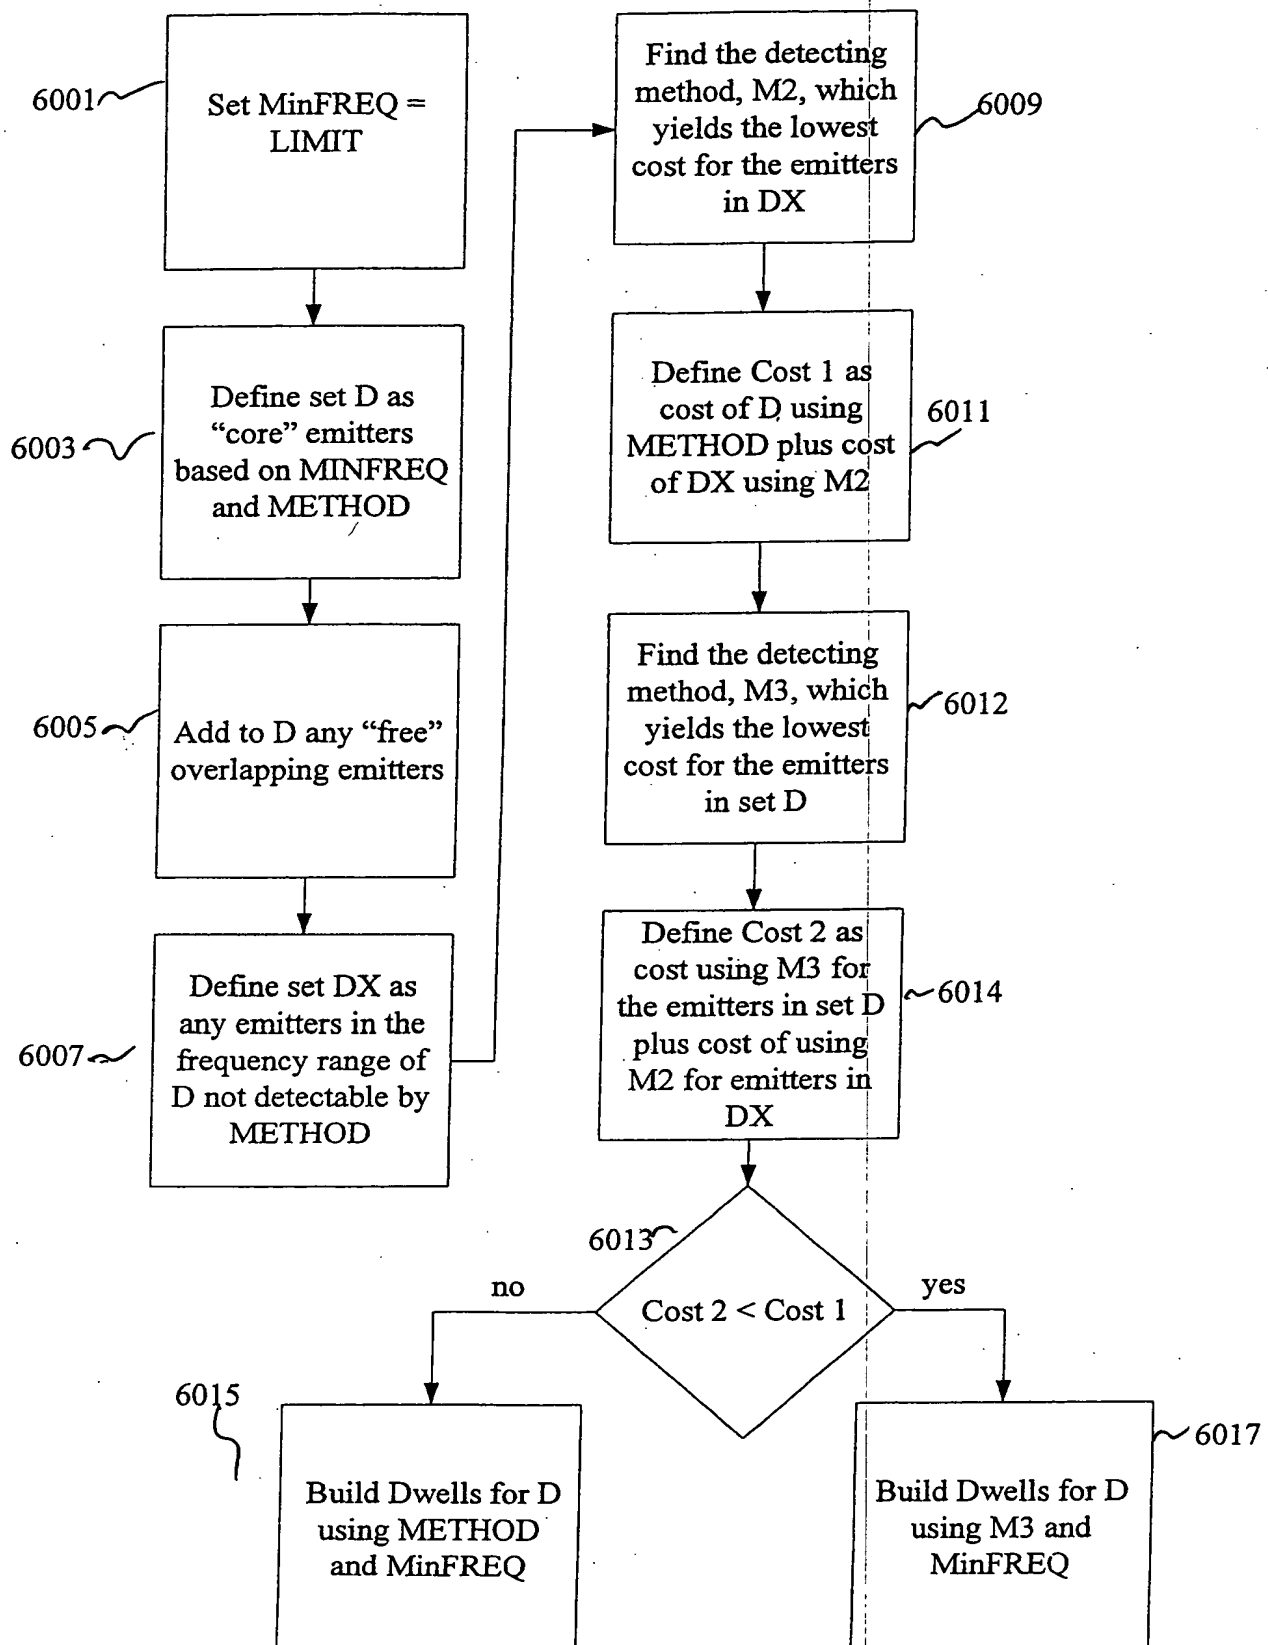 6001
Set MinFREQ =
LIMIT
6003
Define set D as
“core” emitters
based on MINFREQ
and METHOD
6005
Add to D any “free”
overlapping emitters
6007
Define set DX as
any emitters in the
frequency range of
D not detectable by
METHOD
Find the detecting
method, M2, which
yields the lowest
cost for the emitters
in DX
6009
Define Cost 1 as
cost of D using
METHOD plus cost
of DX using M2
6011
Find the detecting
method, M3, which
yields the lowest
cost for the emitters
in set D
6012
Define Cost 2 as
cost using M3 for
the emitters in set D
plus cost of using
M2 for emitters in
DX
6014
6013
Cost 2 < Cost 1
no
yes
6015
Build Dwells for D
using METHOD
and MinFREQ
6017
Build Dwells for D
using M3 and
MinFREQ